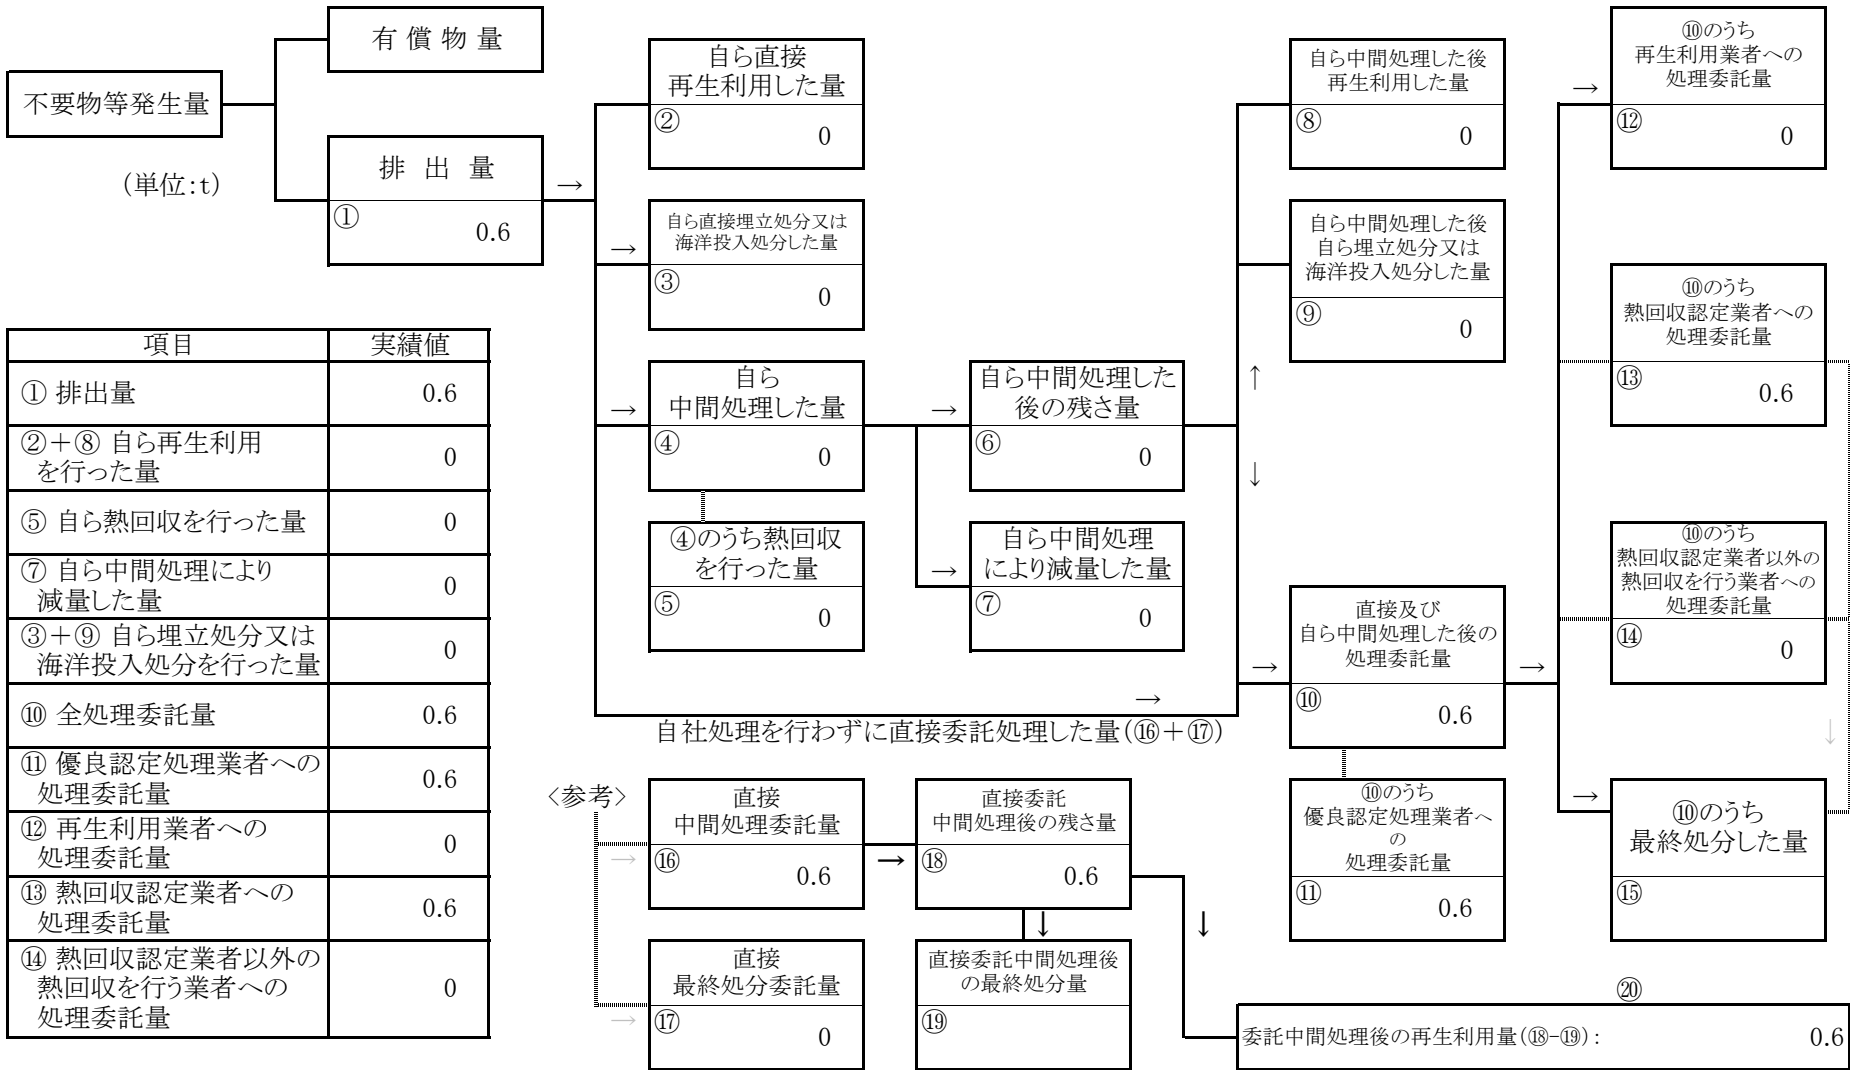 有 償 物 量
不要物等発生量
(単位:t)
排 出 量
→
①
0.6
自ら直接
再生利用した量
②
0
→
自ら直接埋立処分又は
海洋投入処分した量
③
0
→
自ら
中間処理した量
④
0
④のうち熱回収
を行った量
⑤
0
→
自ら中間処理した
後の残さ量
⑥
0
→
自ら中間処理
により減量した量
⑦
0
自ら中間処理した後
再生利用した量
⑧
0
自ら中間処理した後
自ら埋立処分又は
海洋投入処分した量
⑨
0
↑
↓
→
自社処理を行わずに直接委託処理した量(⑯+⑰)
→
直接及び
自ら中間処理した後の
処理委託量
⑩
0.6
→
⑩のうち
優良認定処理業者へ
の
処理委託量
⑪
0.6
→
⑩のうち
再生利用業者への
処理委託量
⑫
0
⑩のうち
熱回収認定業者への
処理委託量
⑬
0.6
⑩のうち
熱回収認定業者以外の
熱回収を行う業者への
処理委託量
⑭
0
↓
→
⑩のうち
最終処分した量
⑮
項目 実績値
① 排出量 0.6
②+⑧ 自ら再生利用
を行った量 0
⑤ 自ら熱回収を行った量 0
⑦ 自ら中間処理により
減量した量 0
③+⑨ 自ら埋立処分又は
海洋投入処分を行った量 0
⑩ 全処理委託量 0.6
⑪ 優良認定処理業者への
処理委託量 0.6
⑫ 再生利用業者への
処理委託量 0
⑬ 熱回収認定業者への
処理委託量 0.6
⑭ 熱回収認定業者以外の
熱回収を行う業者への
処理委託量 0
<参考>
→
直接
中間処理委託量
⑯
0.6
→
直接委託
中間処理後の残さ量
⑱
0.6
↓
↓
→
直接
最終処分委託量
⑰
0
直接委託中間処理後
の最終処分量
⑲
⑳
委託中間処理後の再生利用量(⑱-⑲): 0.6